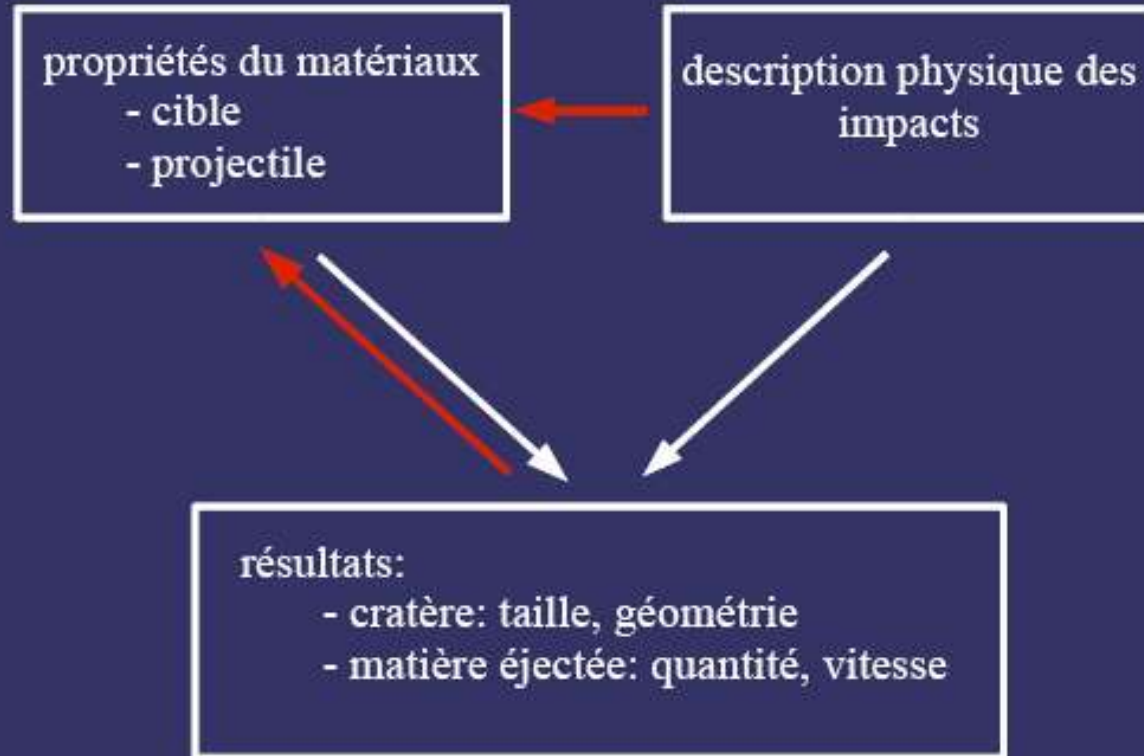 propriétés du matériaux
- cible
- projectile
description physique des
impacts
résultats:
- cratère: taille, géométrie
- matière éjectée: quantité, vitesse